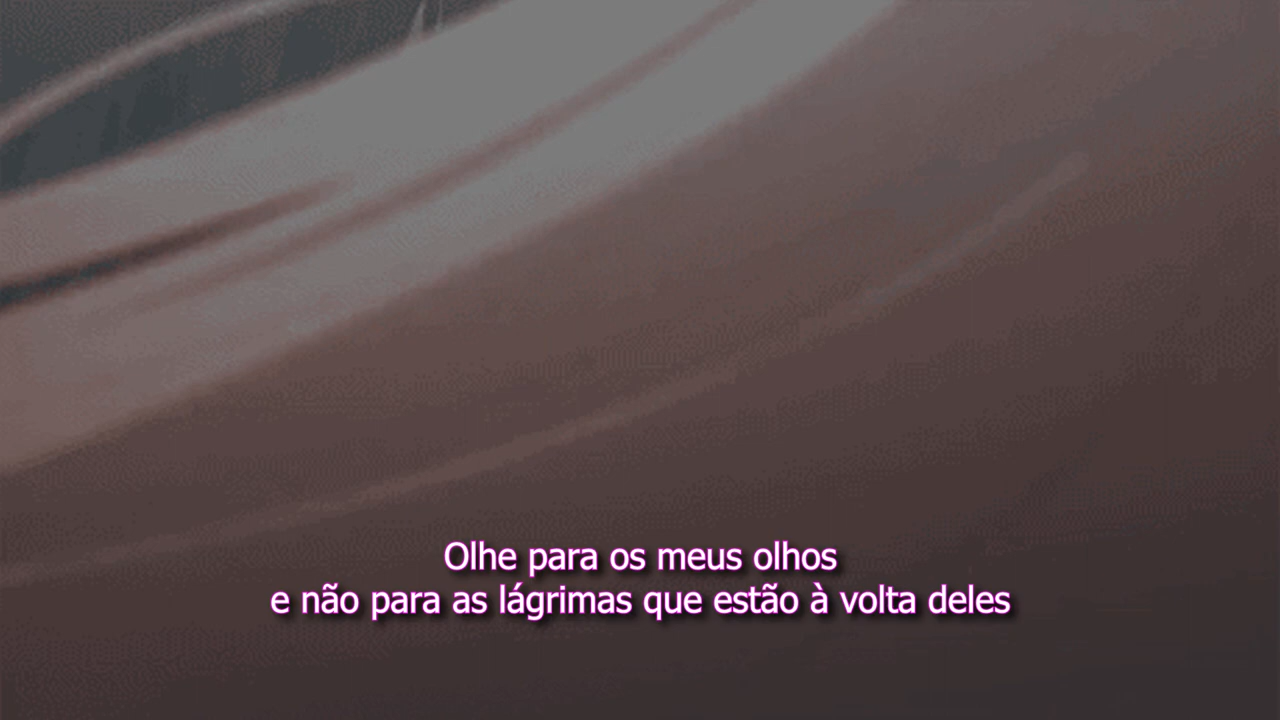 Olhe para os meus olhos
e não para as lágrimas que estão à volta deles